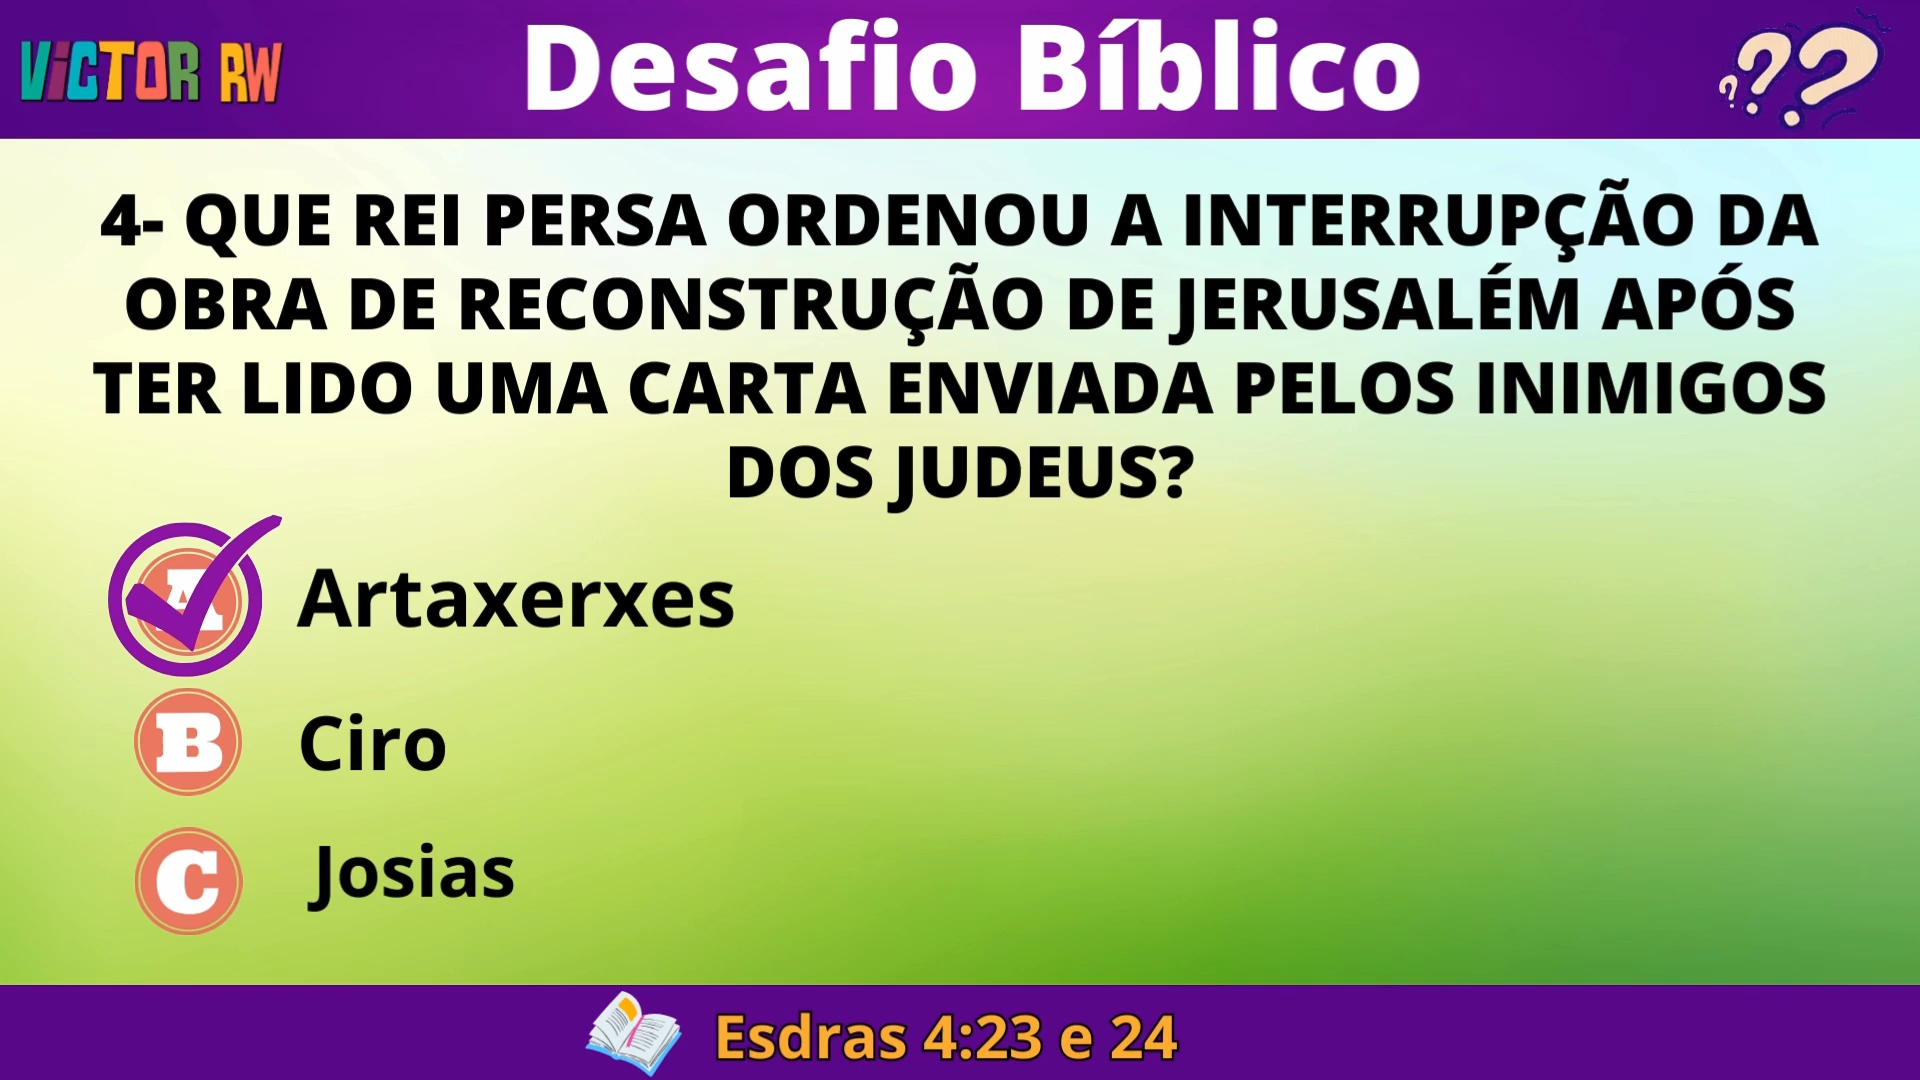 ViCTOR RW
Desafio Bíblico
???
4- QUE REI PERSA ORDENOU A INTERRUPÇÃO DA
OBRA DE RECONSTRUÇÃO DE JERUSALÉM APÓS
TER LIDO UMA CARTA ENVIADA PELOS INIMIGOS
DOS JUDEUS?
A Artaxerxes
B Ciro
C Josias
Esdras 4:23 e 24